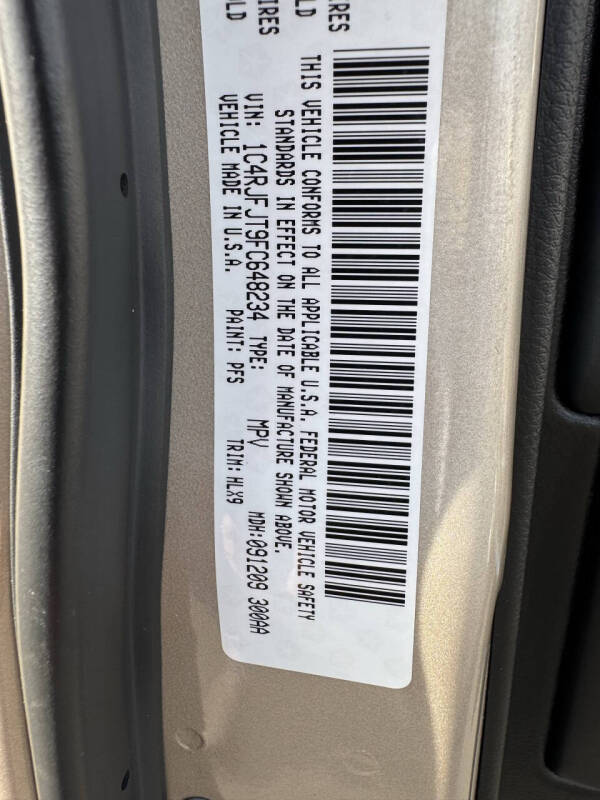 RES
LD
IRES
OLD
THIS VEHICLE CONFORMS TO ALL APPLICABLE U.S.A. FEDERAL MOTOR VEHICLE SAFETY
STANDARDS IN EFFECT ON THE DATE OF MANUFACTURE SHOWN ABOVE.
VIN: 1C4RJFJT9FC648234 TYPE: MPV MDH:091209 300AA
VEHICLE MADE IN U.S.A. PAINT: PFS TRIM: HLX9